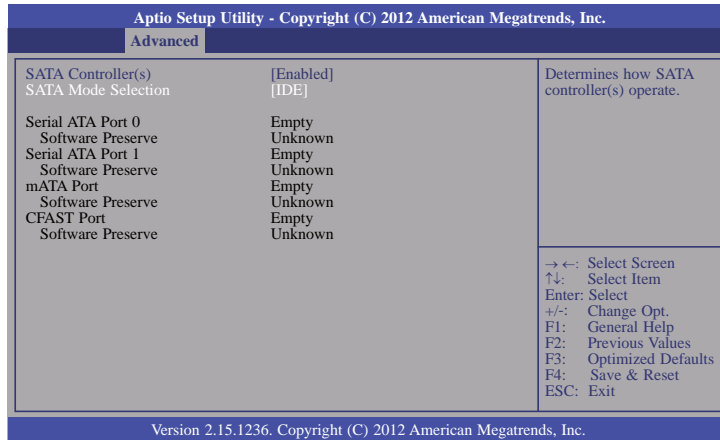 Aptio Setup Utility - Copyright (C) 2012 American Megatrends, Inc.
Advanced
SATA Controller(s) [Enabled]
SATA Mode Selection [IDE]
Serial ATA Port 0 Empty
Software Preserve Unknown
Serial ATA Port 1 Empty
Software Preserve Unknown
mATA Port Empty
Software Preserve Unknown
CFAST Port Empty
Software Preserve Unknown
Determines how SATA
controller(s) operate.
→←: Select Screen
↑↓: Select Item
Enter: Select
+/-: Change Opt.
F1: General Help
F2: Previous Values
F3: Optimized Defaults
F4: Save & Reset
ESC: Exit
Version 2.15.1236. Copyright (C) 2012 American Megatrends, Inc.